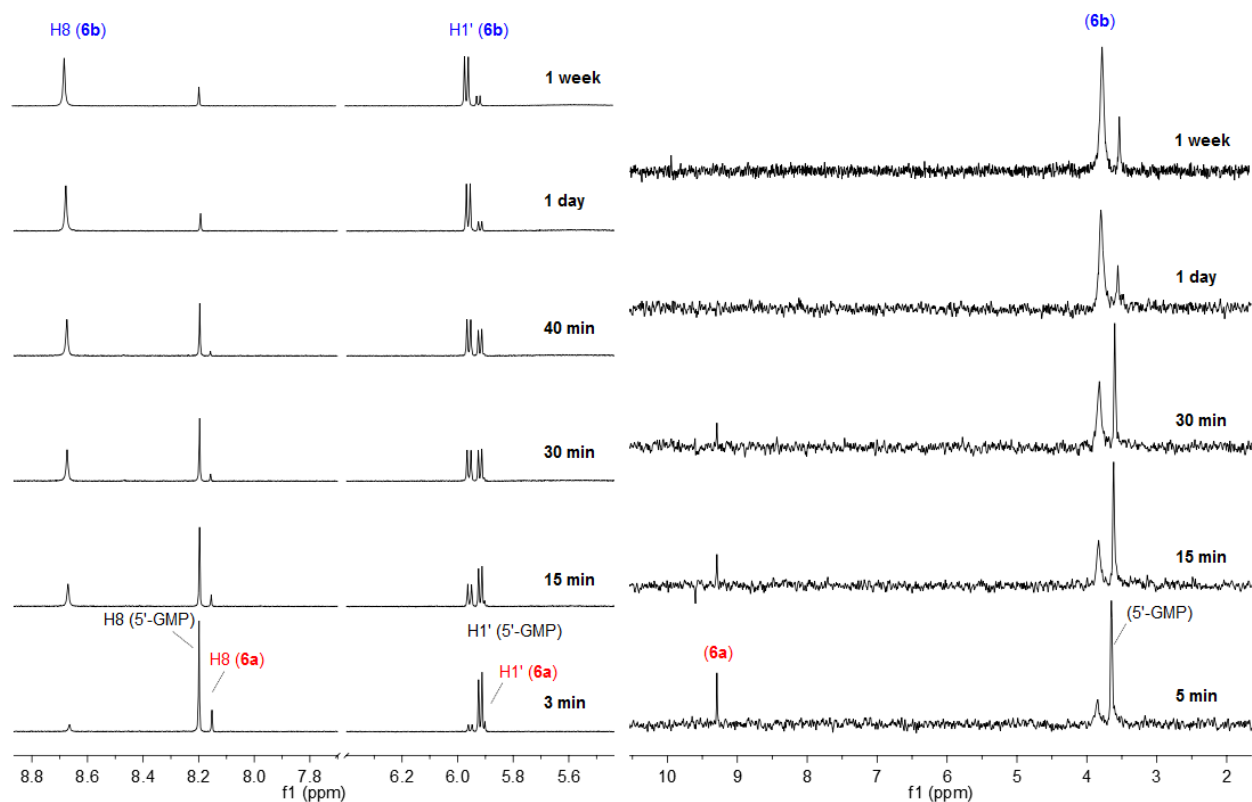 H8 (6b)
H1' (6b)
1 week
1 day
40 min
30 min
15 min
H8 (5'-GMP)
H8 (6a)
H1' (5'-GMP)
H1' (6a)
3 min
8.8 8.6 8.4 8.2 8.0 7.8 6.2 6.0 5.8 5.6
f1 (ppm)
(6b)
1 week
1 day
30 min
15 min
(5'-GMP)
(6a)
5 min
10 9 8 7 6 5 4 3 2
f1 (ppm)